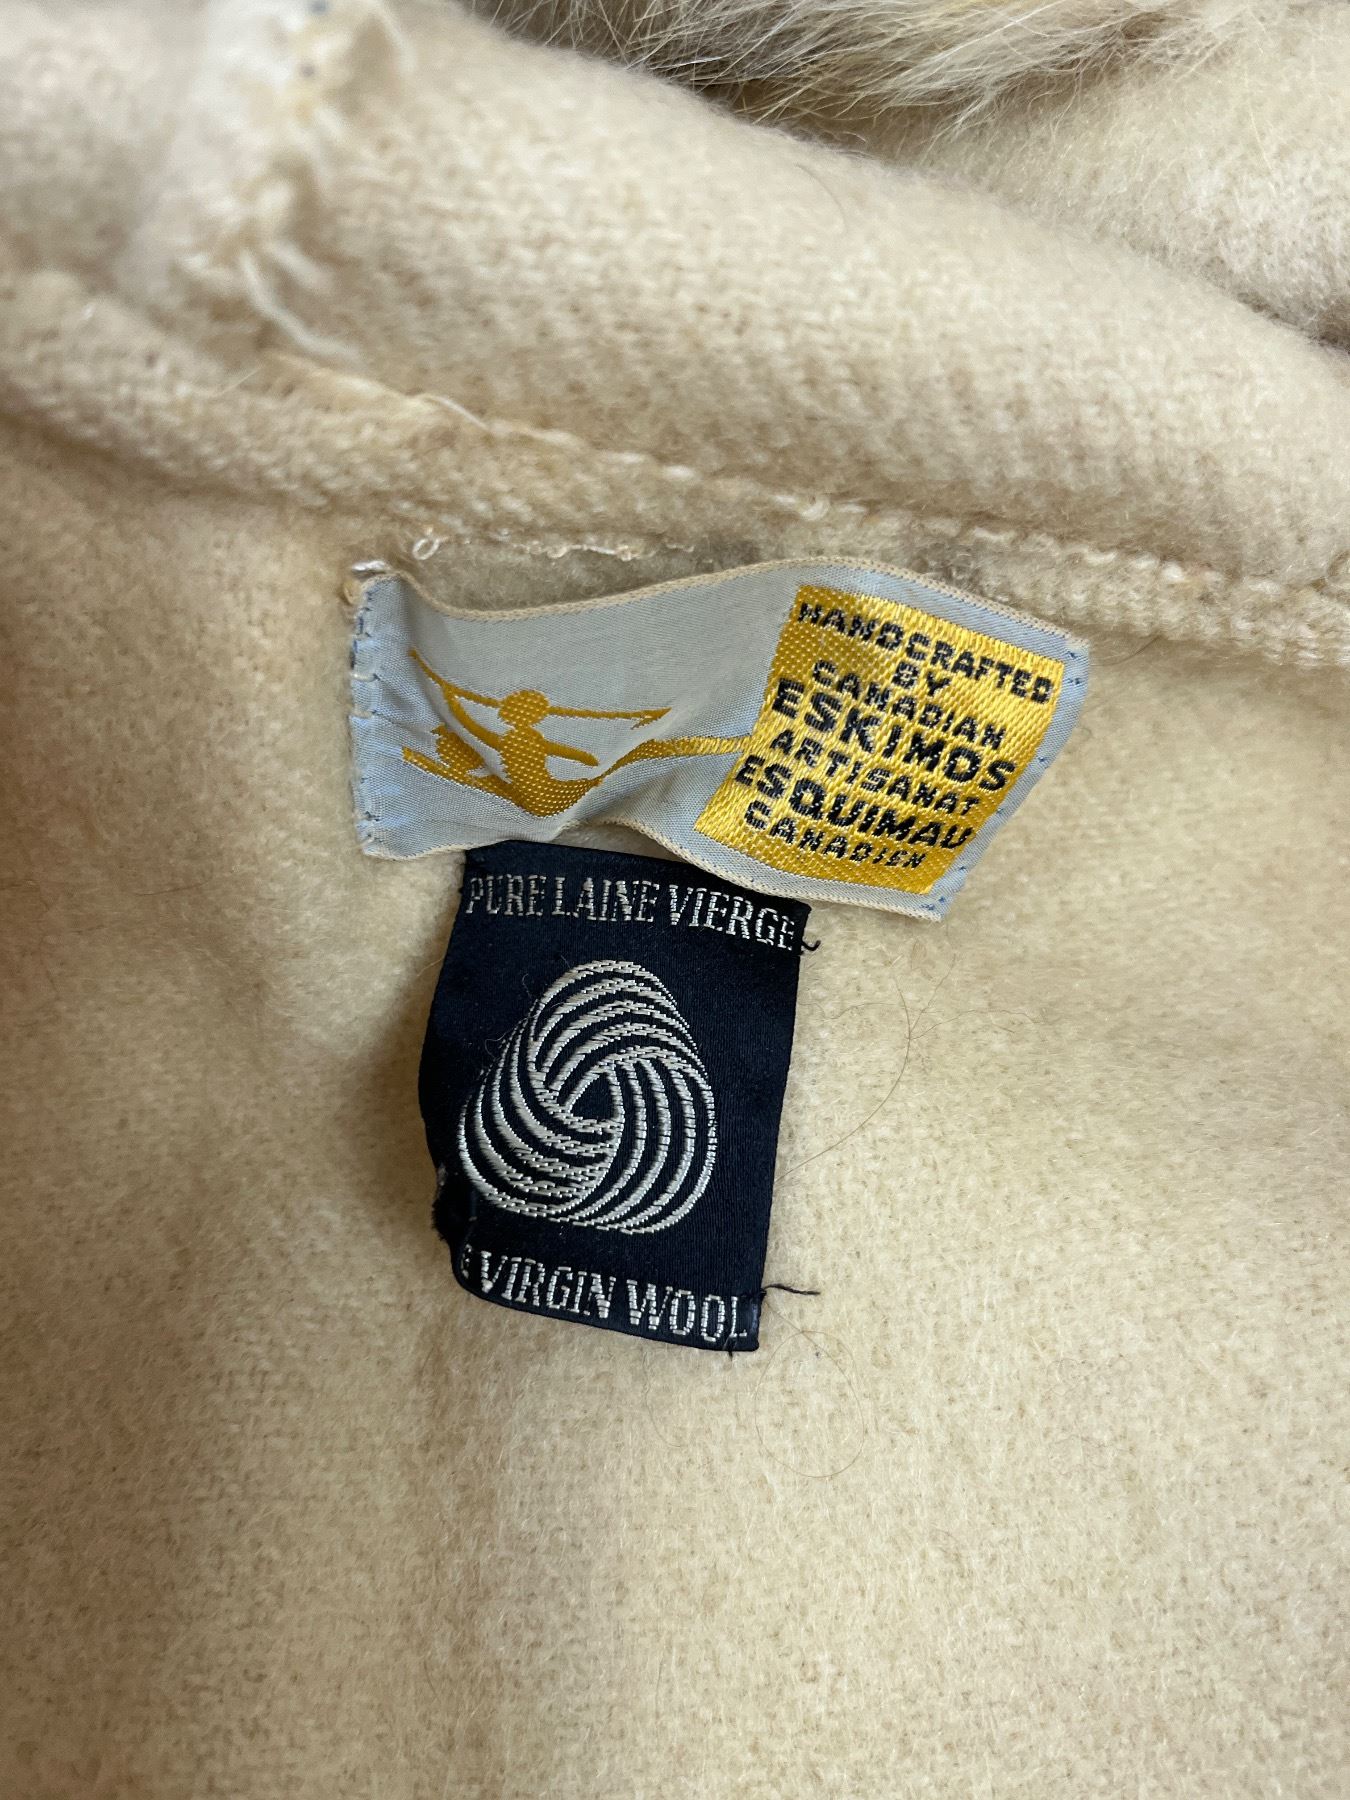 HANDCRAFTED
BY
CANADIAN
ESKIMOS
ARTISANAT
ESQUIMAU
CANADIEN
PURE LAINE VIERGE
VIRGIN WOOL